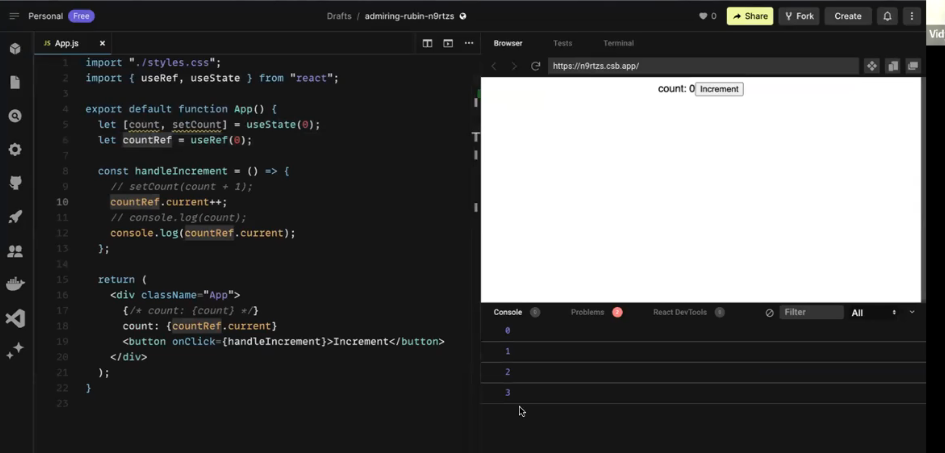 Personal Free
Drafts / admiring-rubin-n9rtzs
0 Share Fork Create
Vid
JS App.js ×
1 import "./styles.css";
2 import { useRef, useState } from "react";
3
4 export default function App() {
5 let [count, setCount] = useState(0);
6 let countRef = useRef(0);
7
8 const handleIncrement = () => {
9 // setCount(count + 1);
10 countRef.current++;
11 // console.log(count);
12 console.log(countRef.current);
13 };
14
15 return (
16 <div className="App">
17 {/* count: {count} */}
18 count: {countRef.current}
19 <button onClick={handleIncrement}>Increment</button>
20 </div>
21 );
22 }
23
Browser Tests Terminal
https://n9rtzs.csb.app/
count: 0 Increment
Console Problems React DevTools Filter All
0
1
2
3